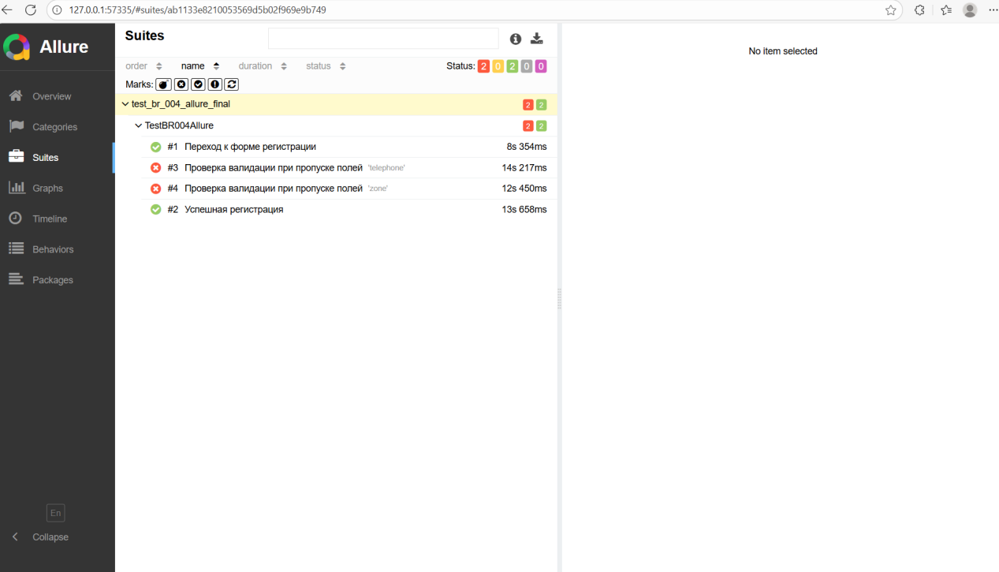 127.0.0.1:57335/#suites/ab1133e8210053569d5b02f969e9b749
Allure
Overview
Categories
Suites
Graphs
Timeline
Behaviors
Packages
En
Collapse
Suites
order name duration status Status: 2 0 2 0 0
Marks:
test_br_004_allure_final 2 2
TestBR004Allure 2 2
#1 Переход к форме регистрации 8s 354ms
#3 Проверка валидации при пропуске полей 'telephone' 14s 217ms
#4 Проверка валидации при пропуске полей 'zone' 12s 450ms
#2 Успешная регистрация 13s 658ms
No item selected